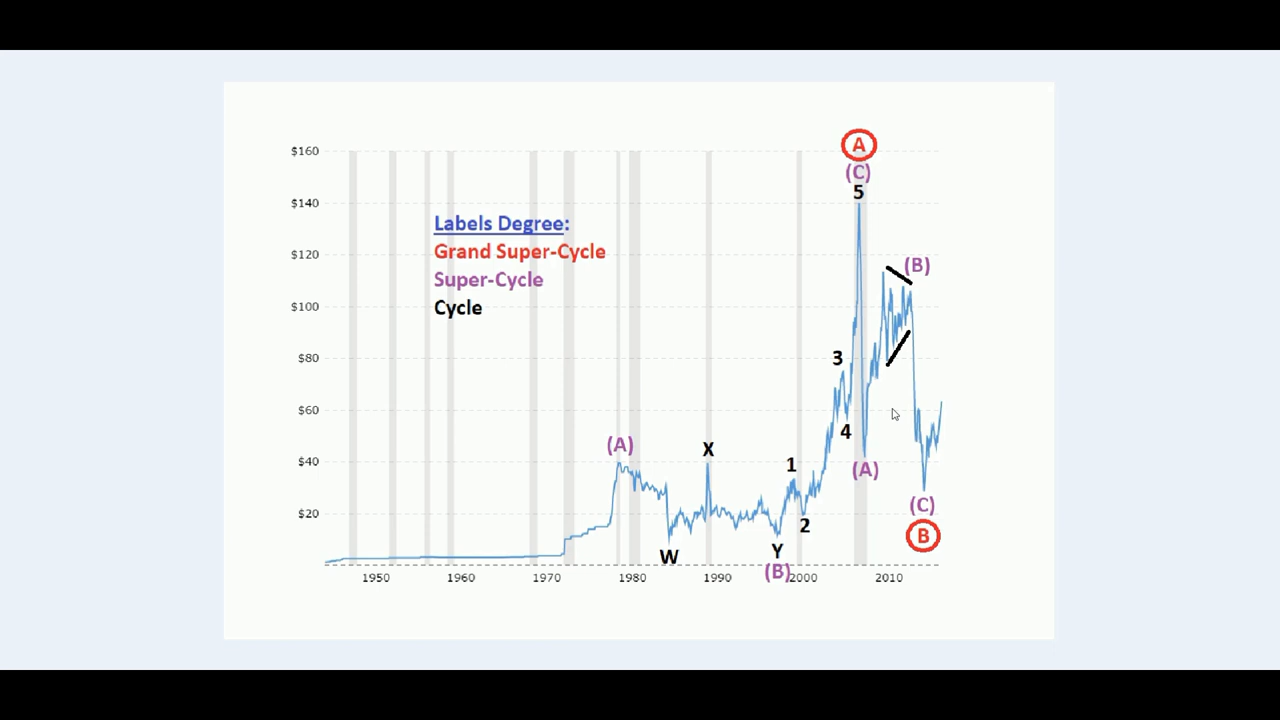 A
$160
(C)
5
$140
Labels Degree:
Grand Super-Cycle
$120
(B)
Super-Cycle
Cycle
$100
3
$80
$60
4
(A)
X
$40
1
(A)
(C)
$20
2
B
W
Y
(B)
1950
1960
1970
1980
1990
2000
2010